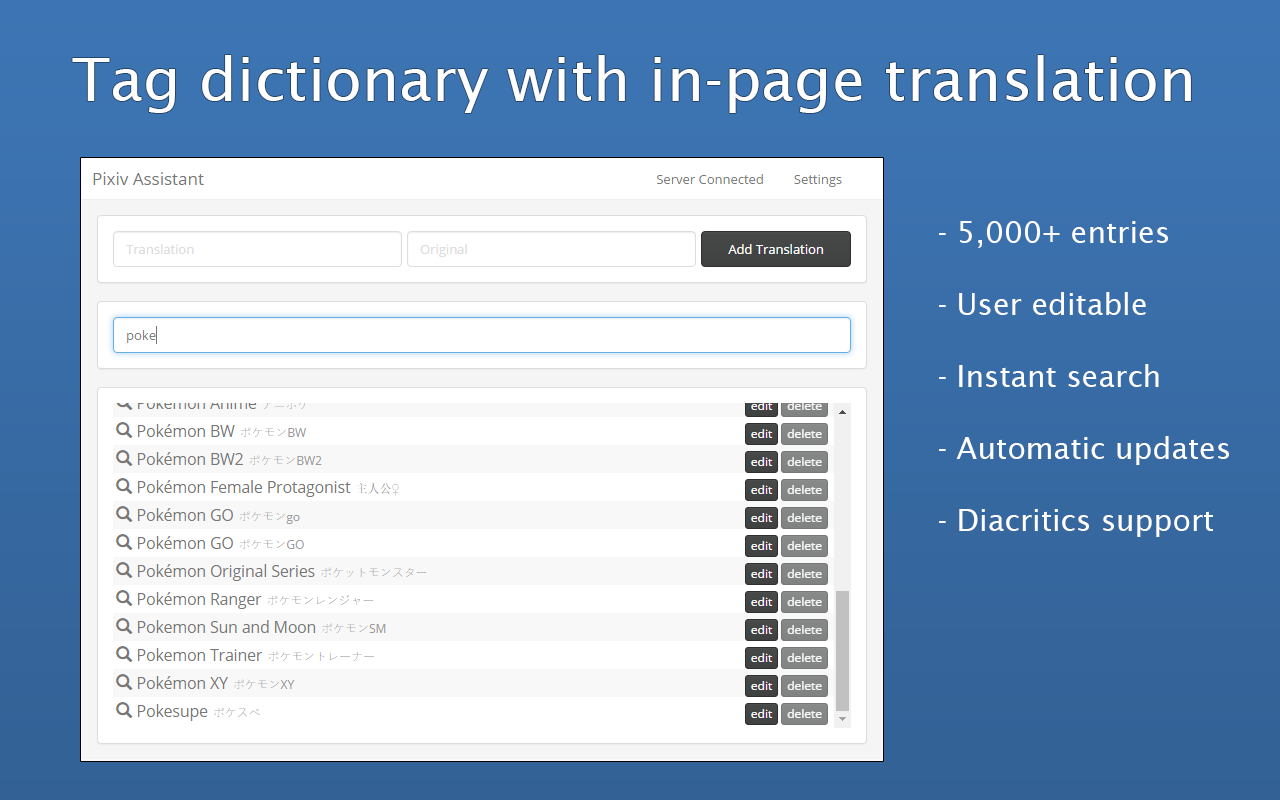 Tag dictionary with in-page translation
Pixiv Assistant Server Connected Settings
Translation Original Add Translation
poke
Pokemon Anime アニポケ edit delete
Pokémon BW ポケモンBW edit delete
Pokémon BW2 ポケモンBW2 edit delete
Pokémon Female Protagonist 主人公♀ edit delete
Pokémon GO ポケモンgo edit delete
Pokémon GO ポケモンGO edit delete
Pokémon Original Series ポケットモンスター edit delete
Pokémon Ranger ポケモンレンジャー edit delete
Pokemon Sun and Moon ポケモンSM edit delete
Pokemon Trainer ポケモントレーナー edit delete
Pokémon XY ポケモンXY edit delete
Pokesupe ポケスペ edit delete
- 5,000+ entries
- User editable
- Instant search
- Automatic updates
- Diacritics support